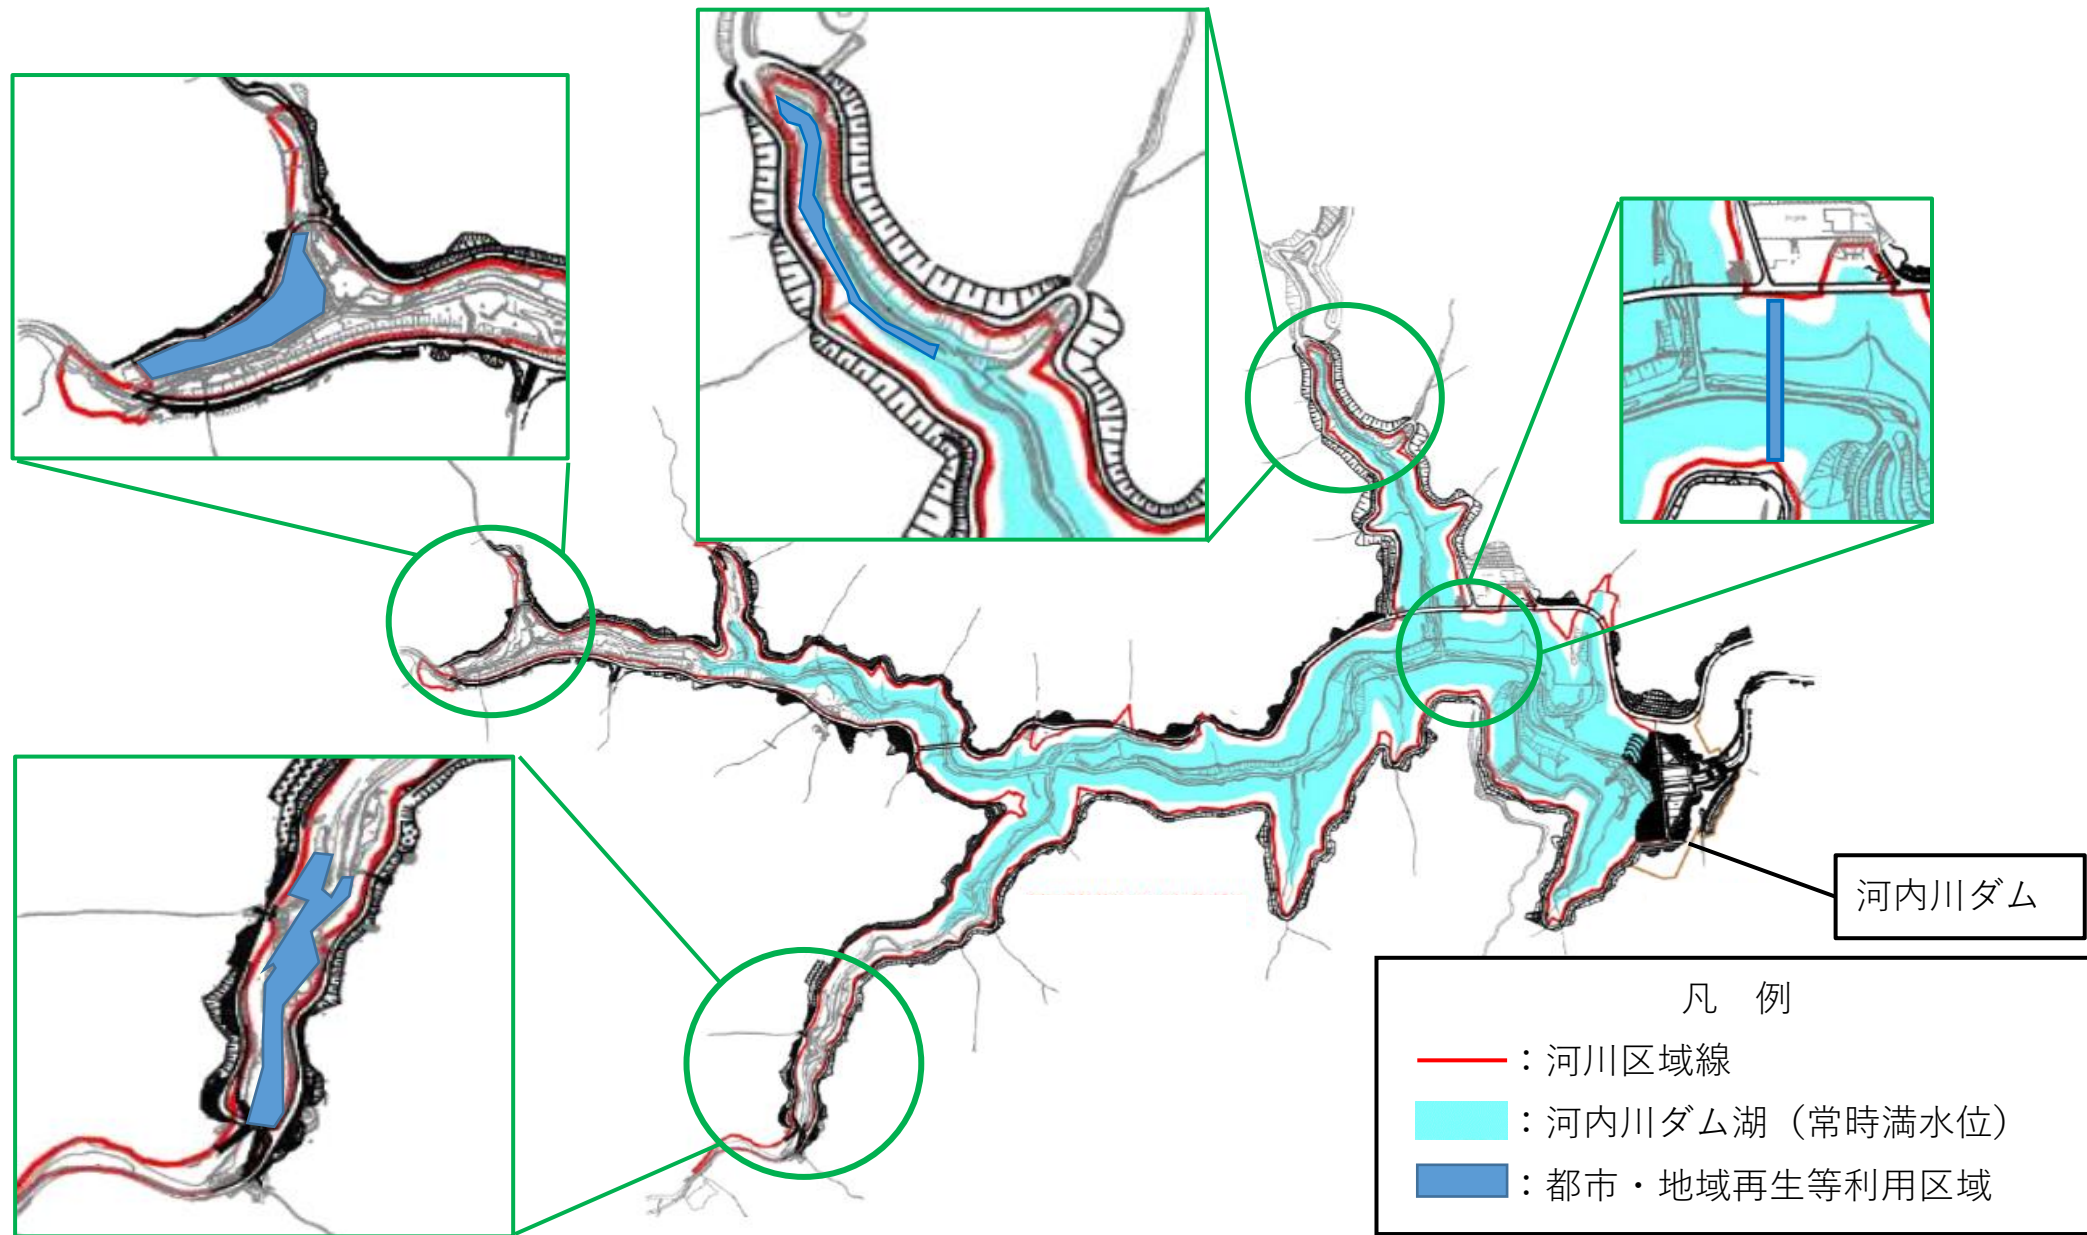 河内川ダム
凡 例
：河川区域線
：河内川ダム湖（常時満水位）
：都市・地域再生等利用区域